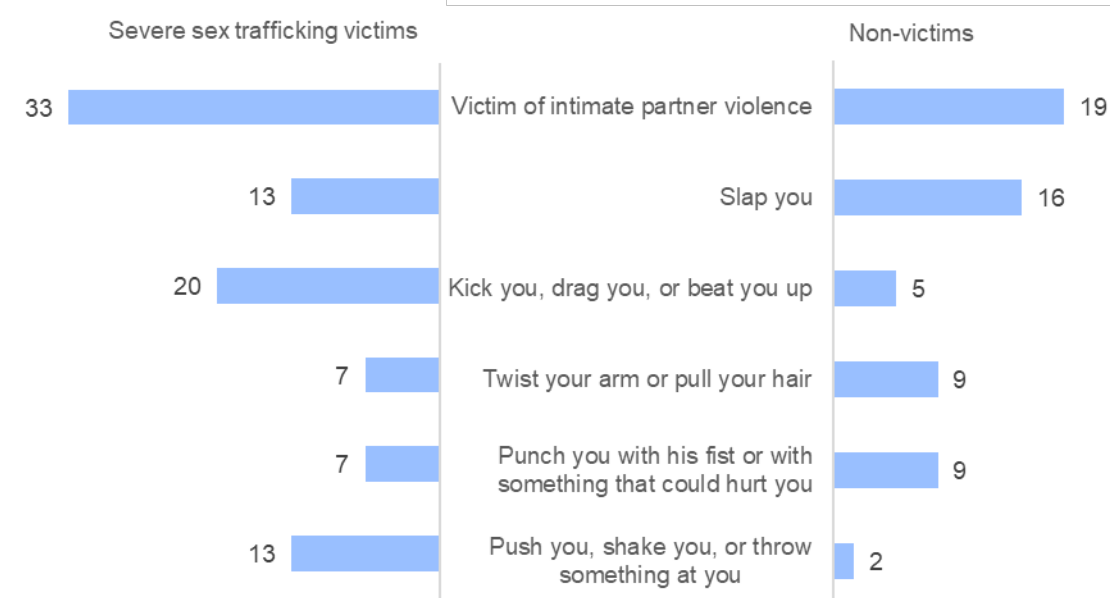 Severe sex trafficking victims
Non-victims
33
Victim of intimate partner violence
19
13
Slap you
16
20
Kick you, drag you, or beat you up
5
7
Twist your arm or pull your hair
9
7
Punch you with his fist or with
something that could hurt you
9
13
Push you, shake you, or throw
something at you
2